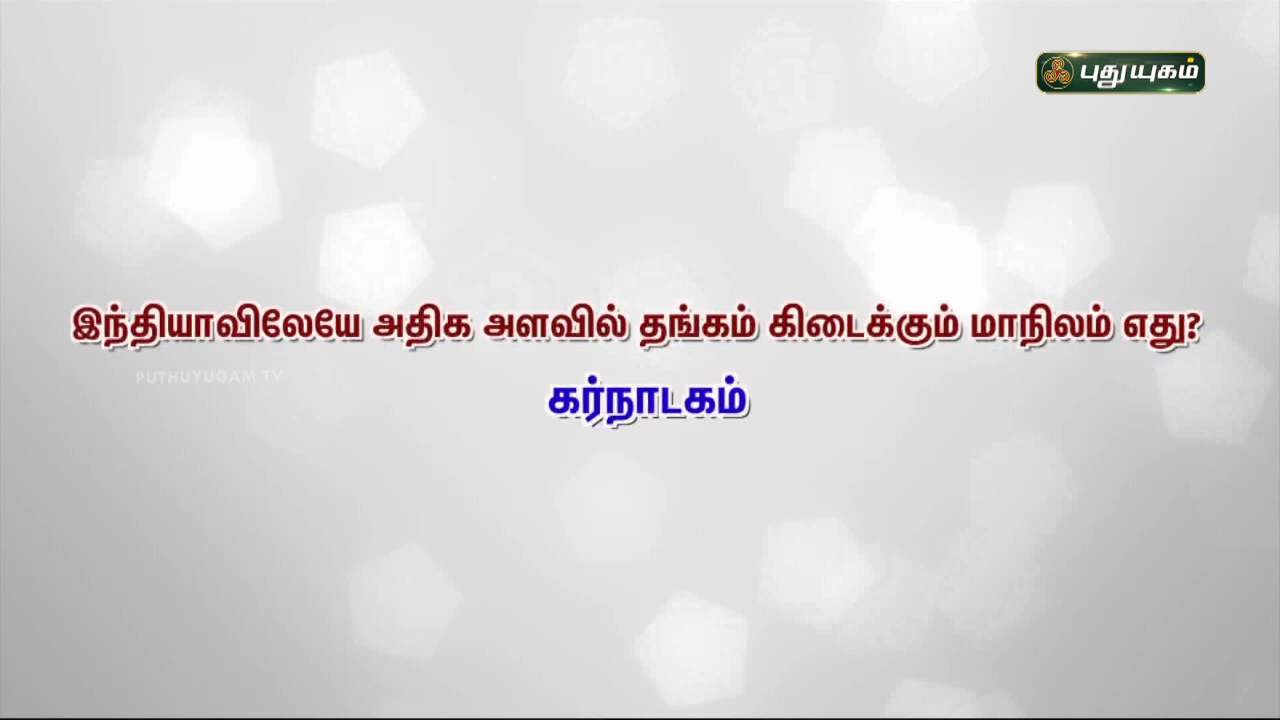 புதுயுகம்
இந்தியாவிலேயே அதிக அளவில் தங்கம் கிடைக்கும் மாநிலம் எது?
PUTHUYUGAM TV
கர்நாடகம்